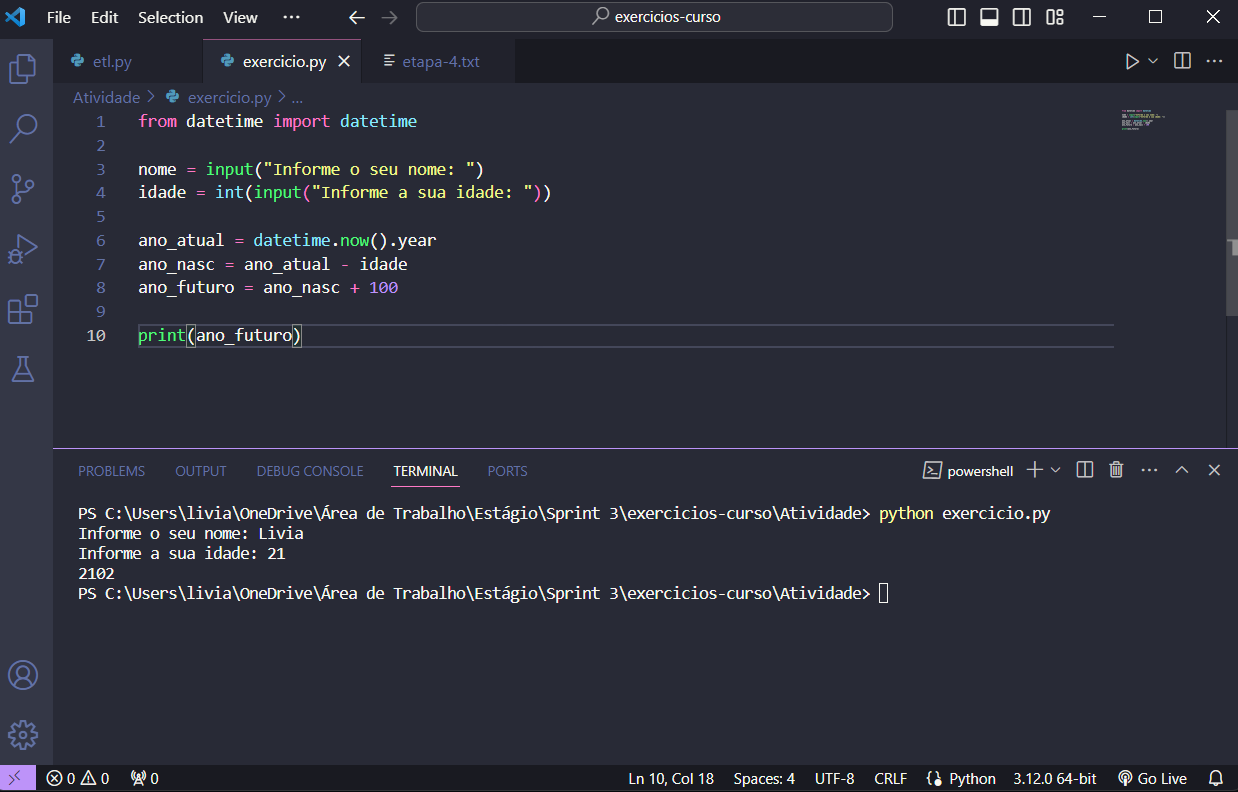 File Edit Selection View ··· exercicios-curso
etl.py exercicio.py etapa-4.txt
Atividade > exercicio.py > ...
1 from datetime import datetime
2
3 nome = input("Informe o seu nome: ")
4 idade = int(input("Informe a sua idade: "))
5
6 ano_atual = datetime.now().year
7 ano_nasc = ano_atual - idade
8 ano_futuro = ano_nasc + 100
9
10 print(ano_futuro)
PROBLEMS OUTPUT DEBUG CONSOLE TERMINAL PORTS powershell
PS C:\Users\livia\OneDrive\Área de Trabalho\Estágio\Sprint 3\exercicios-curso\Atividade> python exercicio.py
Informe o seu nome: Livia
Informe a sua idade: 21
2102
PS C:\Users\livia\OneDrive\Área de Trabalho\Estágio\Sprint 3\exercicios-curso\Atividade>
0 0 0 Ln 10, Col 18 Spaces: 4 UTF-8 CRLF Python 3.12.0 64-bit Go Live